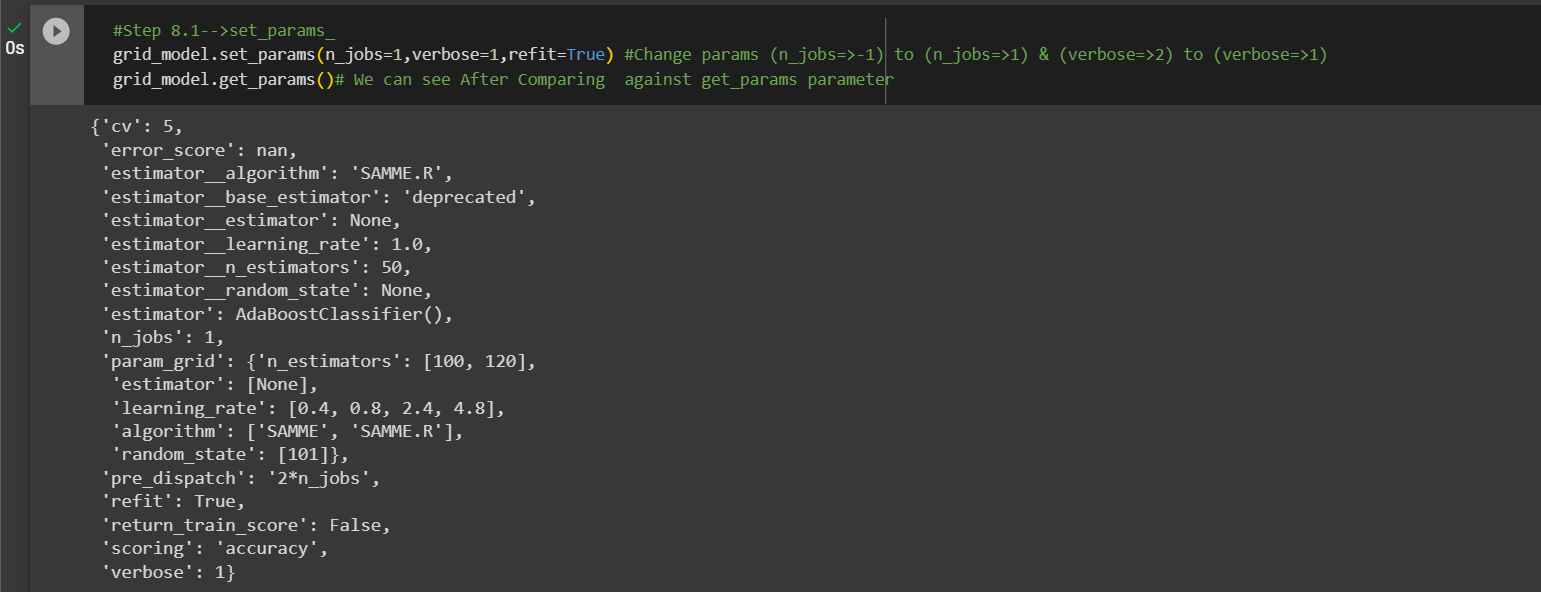 #Step 8.1-->set_params_
0s
grid_model.set_params(n_jobs=1,verbose=1,refit=True) #Change params (n_jobs=>-1) to (n_jobs=>1) & (verbose=>2) to (verbose=>1)
grid_model.get_params()# We can see After Comparing  against get_params parameter
{'cv': 5,
 'error_score': nan,
 'estimator__algorithm': 'SAMME.R',
 'estimator__base_estimator': 'deprecated',
 'estimator__estimator': None,
 'estimator__learning_rate': 1.0,
 'estimator__n_estimators': 50,
 'estimator__random_state': None,
 'estimator': AdaBoostClassifier(),
 'n_jobs': 1,
 'param_grid': {'n_estimators': [100, 120],
  'estimator': [None],
  'learning_rate': [0.4, 0.8, 2.4, 4.8],
  'algorithm': ['SAMME', 'SAMME.R'],
  'random_state': [101]},
 'pre_dispatch': '2*n_jobs',
 'refit': True,
 'return_train_score': False,
 'scoring': 'accuracy',
 'verbose': 1}